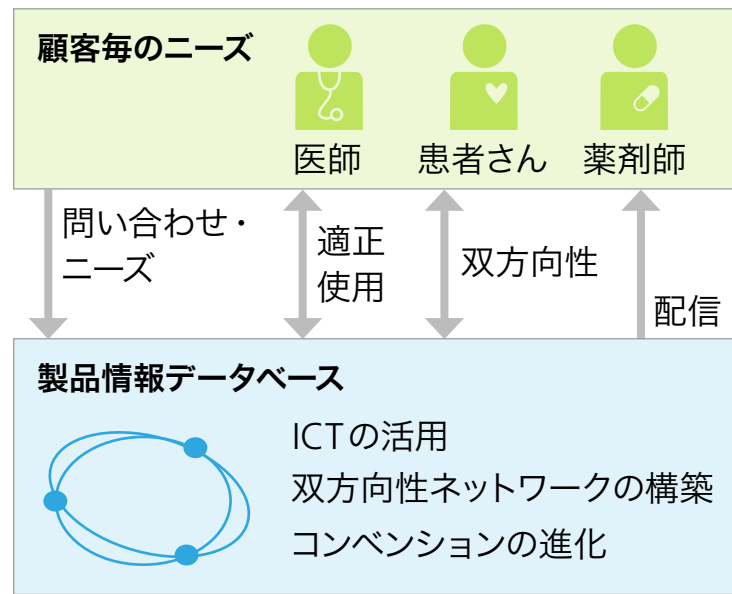 顧客毎のニーズ
医師
患者さん
薬剤師
問い合わせ・
ニーズ
適正
使用
双方向性
配信
製品情報データベース
ICTの活用
双方向性ネットワークの構築
コンベンションの進化